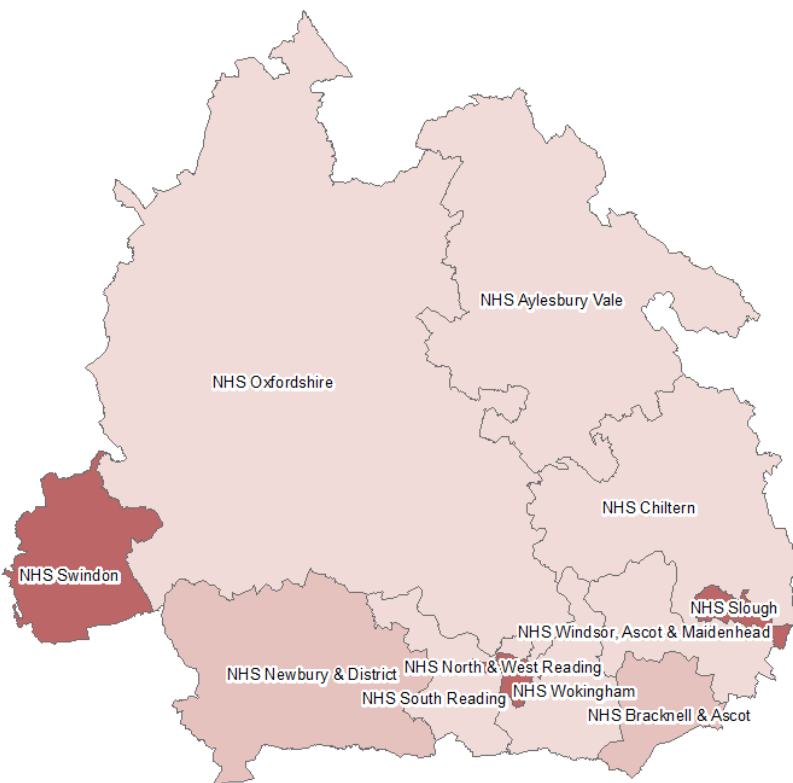 NHS Aylesbury Vale
NHS Oxfordshire
NHS Chiltern
NHS Swindon
NHS Slough
NHS Windsor, Ascot & Maidenhead
NHS North & West Reading
NHS Newbury & District
NHS South Reading
NHS Wokingham
NHS Bracknell & Ascot